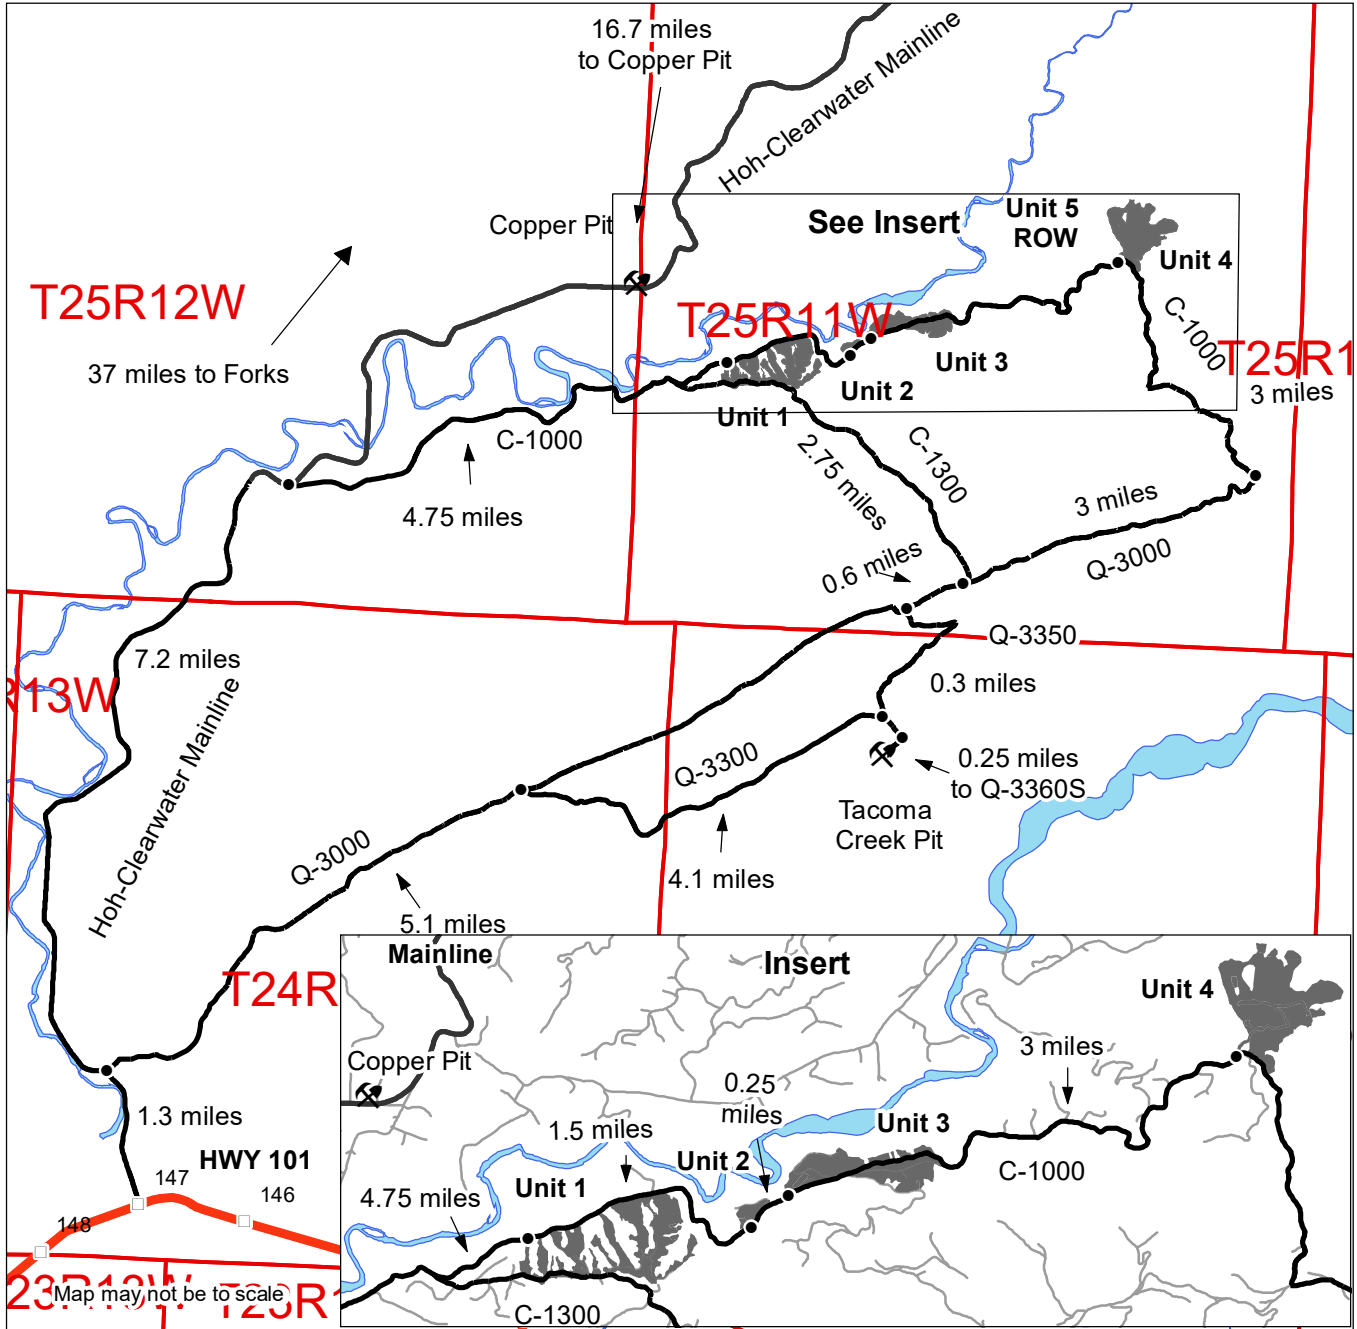 16.7 miles
to Copper Pit
Hoh-Clearwater Mainline
Copper Pit
See Insert
Unit 5
ROW
Unit 4
T25R12W
T25R11W
C-1000
T25R1
3 miles
37 miles to Forks
Unit 3
Unit 2
Unit 1
C-1000
4.75 miles
C-1300
2.75 miles
3 miles
0.6 miles
Q-3000
Q-3350
7.2 miles
R13W
0.3 miles
Hoh-Clearwater Mainline
Q-3300
0.25 miles
to Q-3360S
Tacoma
Creek Pit
Q-3000
4.1 miles
5.1 miles
Mainline
Insert
T24R
Unit 4
Copper Pit
3 miles
0.25
miles
1.3 miles
1.5 miles
Unit 3
HWY 101
Unit 2
C-1000
147
146
Unit 1
4.75 miles
148
23R13W
T23R1
Map may not be to scale
C-1300